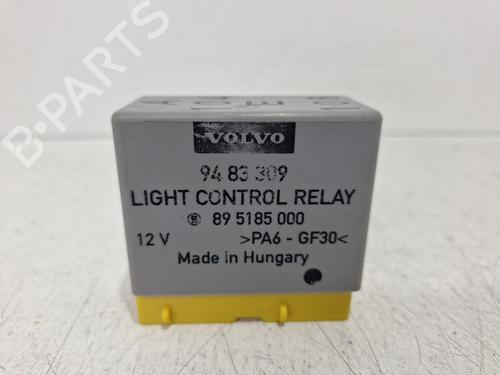 VOLVO
94 83 309
LIGHT CONTROL RELAY
89 5185 000
12 V >PA6 - GF30<
Made in Hungary
B-PARTS